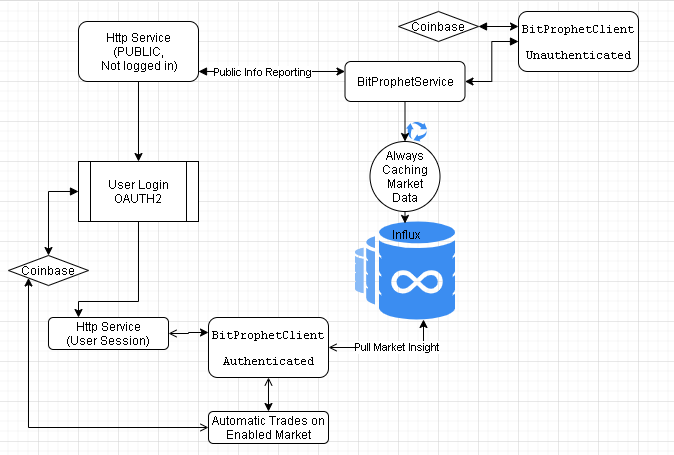 Http Service
(PUBLIC,
Not logged in)
Coinbase
BitProphetClient
Unauthenticated
Public Info Reporting
BitProphetService
Always
Caching
Market
Data
User Login
OAUTH2
Influx
Coinbase
Http Service
(User Session)
BitProphetClient
Authenticated
Pull Market Insight
Automatic Trades on
Enabled Market